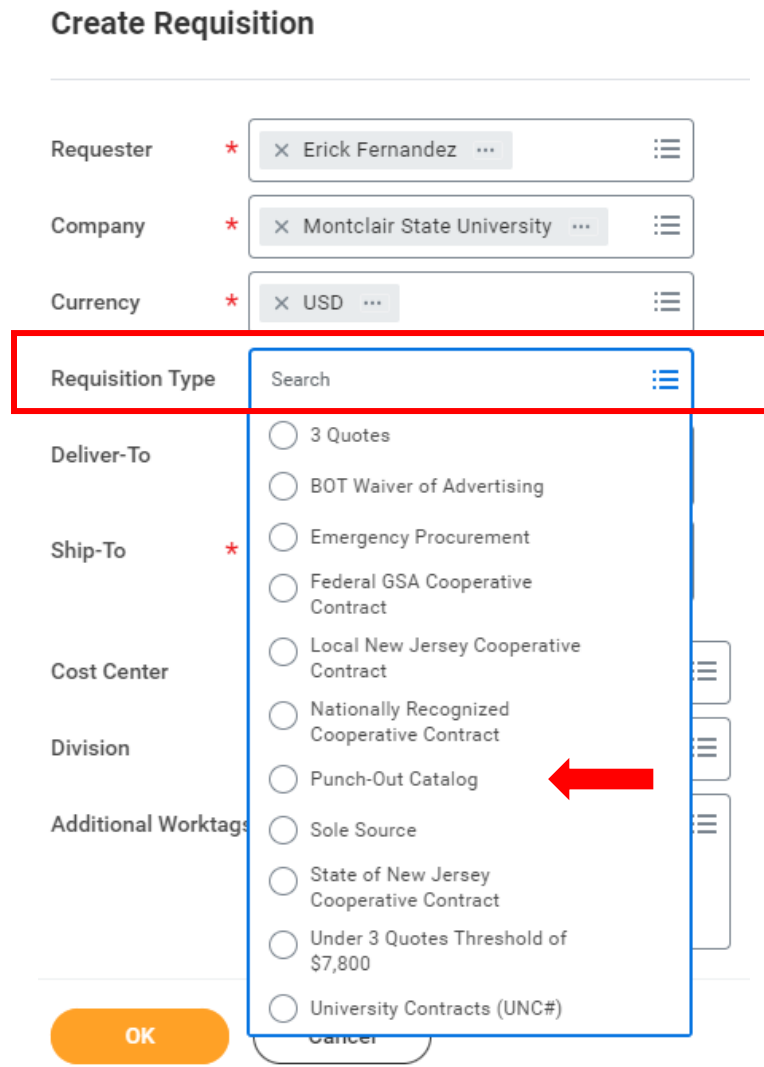 Create Requisition
Requester * × Erick Fernandez ...
Company * × Montclair State University ...
Currency * × USD ...
Requisition Type Search
3 Quotes
Deliver-To
BOT Waiver of Advertising
Emergency Procurement
Ship-To *
Federal GSA Cooperative
Contract
Local New Jersey Cooperative
Contract
Cost Center
Nationally Recognized
Cooperative Contract
Division
Punch-Out Catalog
Additional Worktags
Sole Source
State of New Jersey
Cooperative Contract
Under 3 Quotes Threshold of
$7,800
University Contracts (UNC#)
OK Cancel